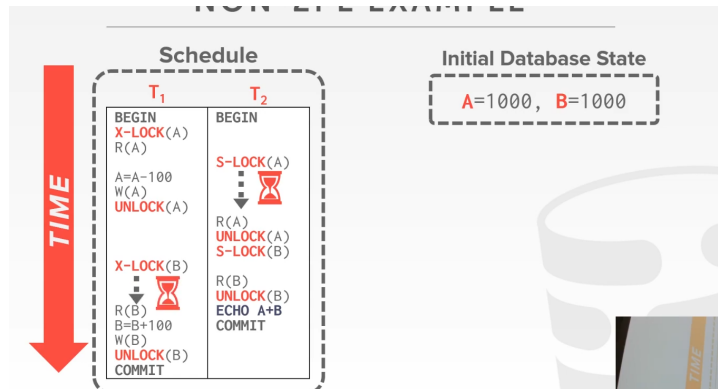 NON-2PL EXAMPLE
Schedule
Initial Database State
A=1000, B=1000
TIME
T1
T2
BEGIN
BEGIN
X-LOCK(A)
R(A)
S-LOCK(A)
A=A-100
W(A)
UNLOCK(A)
R(A)
UNLOCK(A)
S-LOCK(B)
X-LOCK(B)
R(B)
UNLOCK(B)
R(B)
ECHO A+B
B=B+100
COMMIT
W(B)
UNLOCK(B)
COMMIT
TIME